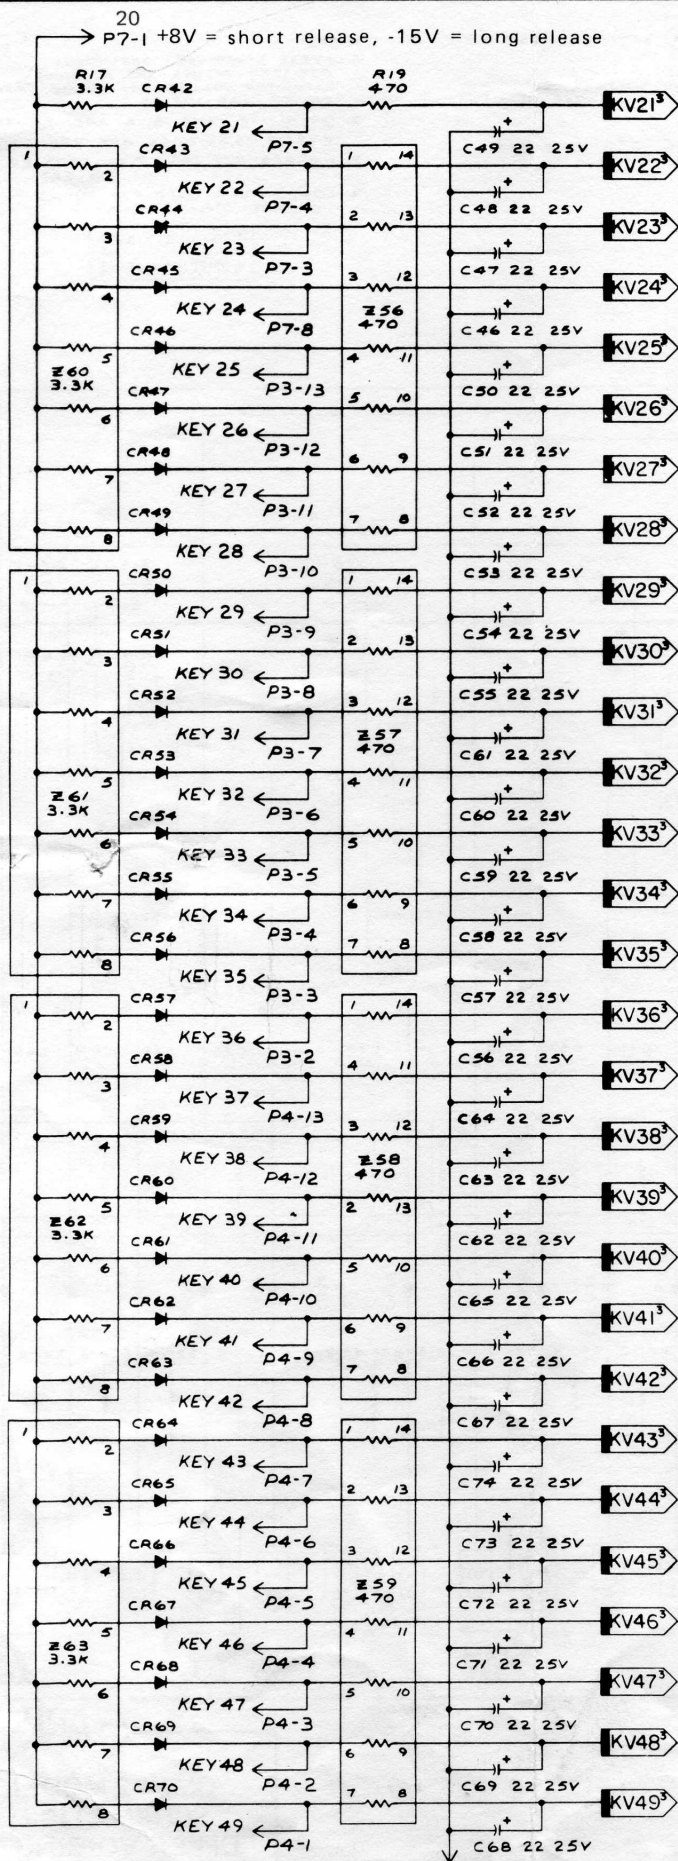 20
P7-1 +8V = short release, -15V = long release
R17 3.3K CR42 R19 470 KV21³
KEY 21 P7-5 + C49 22 25V
1 2 CR43 1 14 KV22³
KEY 22 P7-4 + C48 22 25V
3 CR44 2 13 KV23³
KEY 23 P7-3 + C47 22 25V
4 CR45 3 12 KV24³
KEY 24 P7-8 Z56 470 + C46 22 25V
5 CR46 4 11 KV25³
KEY 25 P3-13 + C50 22 25V
Z60 3.3K
6 CR47 5 10 KV26³
KEY 26 P3-12 + C51 22 25V
7 CR48 6 9 KV27³
KEY 27 P3-11 + C52 22 25V
8 CR49 7 8 KV28³
KEY 28 P3-10 + C53 22 25V
1 2 CR50 1 14 KV29³
KEY 29 P3-9 + C54 22 25V
3 CR51 2 13 KV30³
KEY 30 P3-8 + C55 22 25V
4 CR52 3 12 KV31³
KEY 31 P3-7 Z57 470 + C61 22 25V
5 CR53 4 11 KV32³
KEY 32 P3-6 + C60 22 25V
Z61 3.3K
6 CR54 5 10 KV33³
KEY 33 P3-5 + C59 22 25V
7 CR55 6 9 KV34³
KEY 34 P3-4 + C58 22 25V
8 CR56 7 8 KV35³
KEY 35 P3-3 + C57 22 25V
1 2 CR57 1 14 KV36³
KEY 36 P3-2 + C56 22 25V
3 CR58 4 11 KV37³
KEY 37 P4-13 + C64 22 25V
4 CR59 3 12 KV38³
KEY 38 P4-12 Z58 470 + C63 22 25V
5 CR60 2 13 KV39³
KEY 39 P4-11 + C62 22 25V
Z62 3.3K
6 CR61 5 10 KV40³
KEY 40 P4-10 + C65 22 25V
7 CR62 6 9 KV41³
KEY 41 P4-9 + C66 22 25V
8 CR63 7 8 KV42³
KEY 42 P4-8 + C67 22 25V
1 2 CR64 1 14 KV43³
KEY 43 P4-7 + C74 22 25V
3 CR65 2 13 KV44³
KEY 44 P4-6 + C73 22 25V
4 CR66 3 12 KV45³
KEY 45 P4-5 Z59 470 + C72 22 25V
5 CR67 4 11 KV46³
KEY 46 P4-4 + C71 22 25V
Z63 3.3K
6 CR68 5 10 KV47³
KEY 47 P4-3 + C70 22 25V
7 CR69 6 9 KV48³
KEY 48 P4-2 + C69 22 25V
8 CR70 7 8 KV49³
KEY 49 P4-1 + C68 22 25V